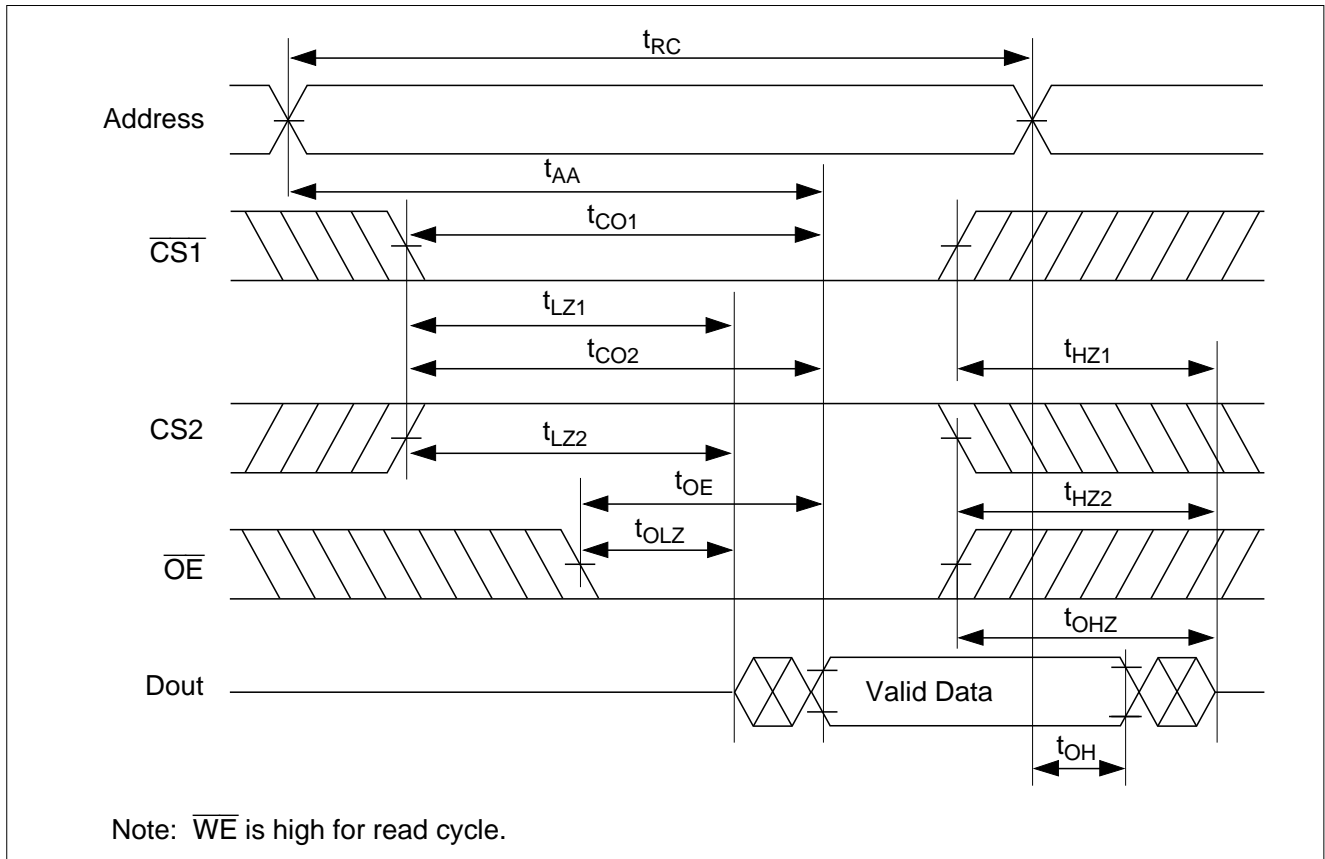 tRC
Address
tAA
tCO1
CS1
tLZ1
tCO2
tHZ1
CS2
tLZ2
tOE
tHZ2
tOLZ
OE
tOHZ
Dout
Valid Data
tOH
Note: WE is high for read cycle.